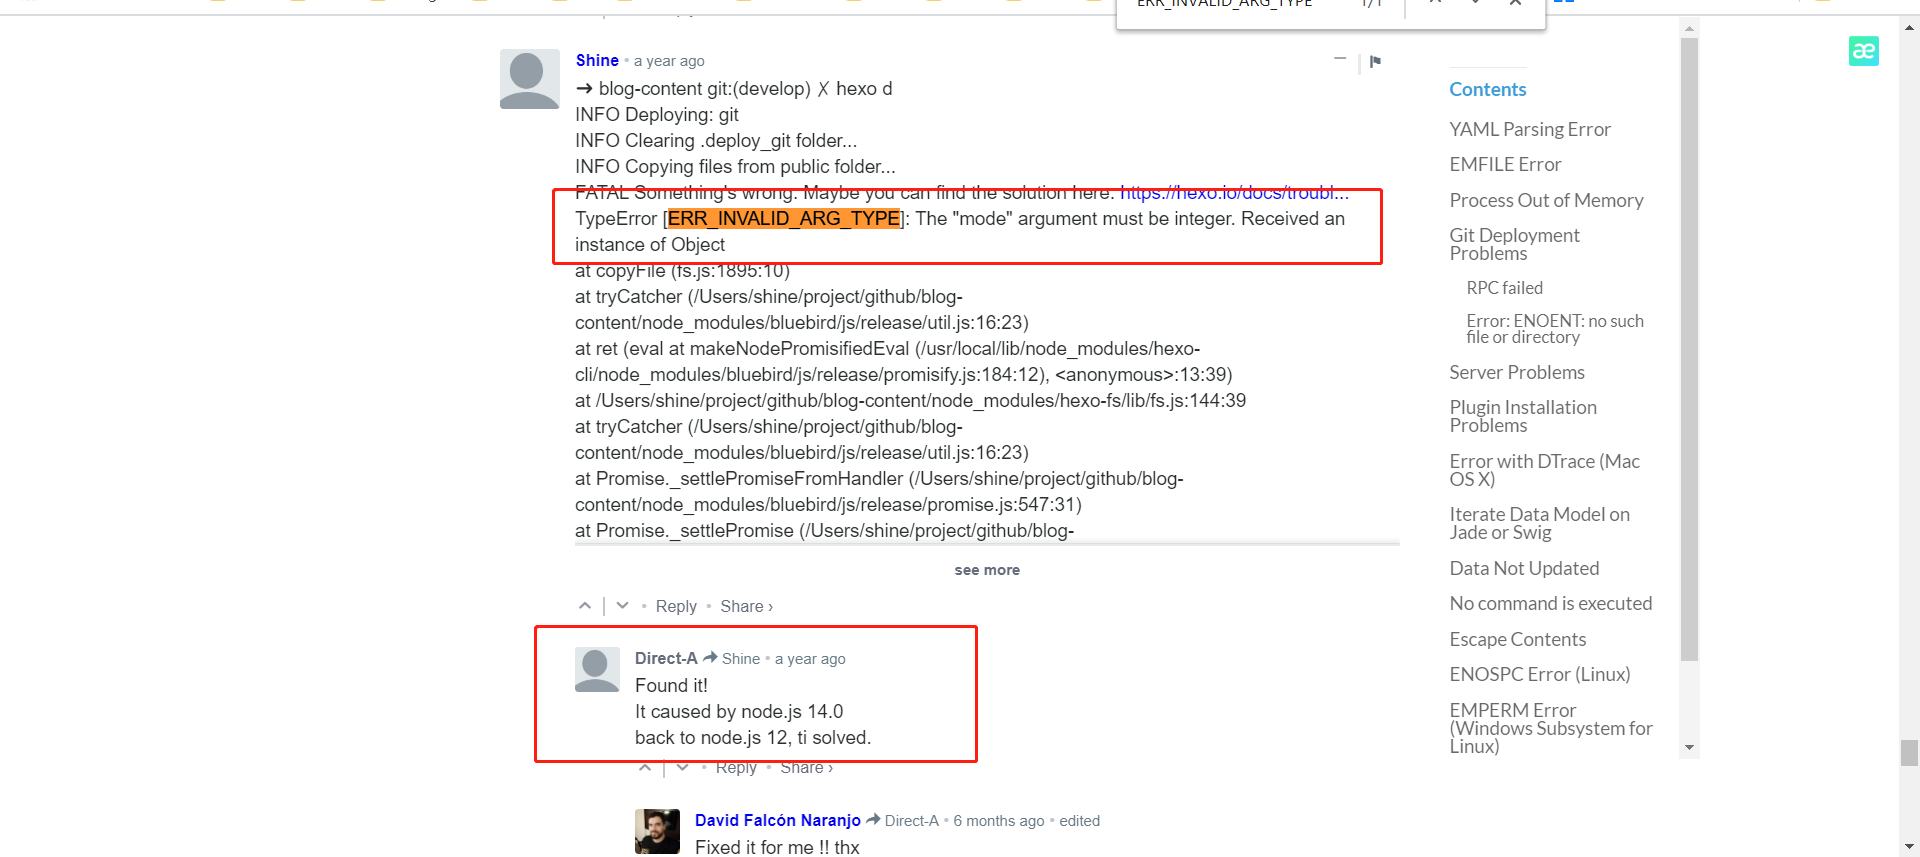 ERR_INVALID_ARG_TYPE
1/1
Shine • a year ago
➜ blog-content git:(develop) ✗ hexo d
INFO Deploying: git
INFO Clearing .deploy_git folder...
INFO Copying files from public folder...
FATAL Something's wrong. Maybe you can find the solution here: https://hexo.io/docs/troubl...
TypeError [ERR_INVALID_ARG_TYPE]: The "mode" argument must be integer. Received an
instance of Object
at copyFile (fs.js:1895:10)
at tryCatcher (/Users/shine/project/github/blog-
content/node_modules/bluebird/js/release/util.js:16:23)
at ret (eval at makeNodePromisifiedEval (/usr/local/lib/node_modules/hexo-
cli/node_modules/bluebird/js/release/promisify.js:184:12), <anonymous>:13:39)
at /Users/shine/project/github/blog-content/node_modules/hexo-fs/lib/fs.js:144:39
at tryCatcher (/Users/shine/project/github/blog-
content/node_modules/bluebird/js/release/util.js:16:23)
at Promise._settlePromiseFromHandler (/Users/shine/project/github/blog-
content/node_modules/bluebird/js/release/promise.js:547:31)
at Promise._settlePromise (/Users/shine/project/github/blog-
see more
• Reply • Share ›
Direct-A Shine • a year ago
Found it!
It caused by node.js 14.0
back to node.js 12, ti solved.
• Reply • Share ›
David Falcón Naranjo Direct-A • 6 months ago • edited
Fixed it for me !! thx
Contents
YAML Parsing Error
EMFILE Error
Process Out of Memory
Git Deployment
Problems
RPC failed
Error: ENOENT: no such
file or directory
Server Problems
Plugin Installation
Problems
Error with DTrace (Mac
OS X)
Iterate Data Model on
Jade or Swig
Data Not Updated
No command is executed
Escape Contents
ENOSPC Error (Linux)
EMPERM Error
(Windows Subsystem for
Linux)
æ